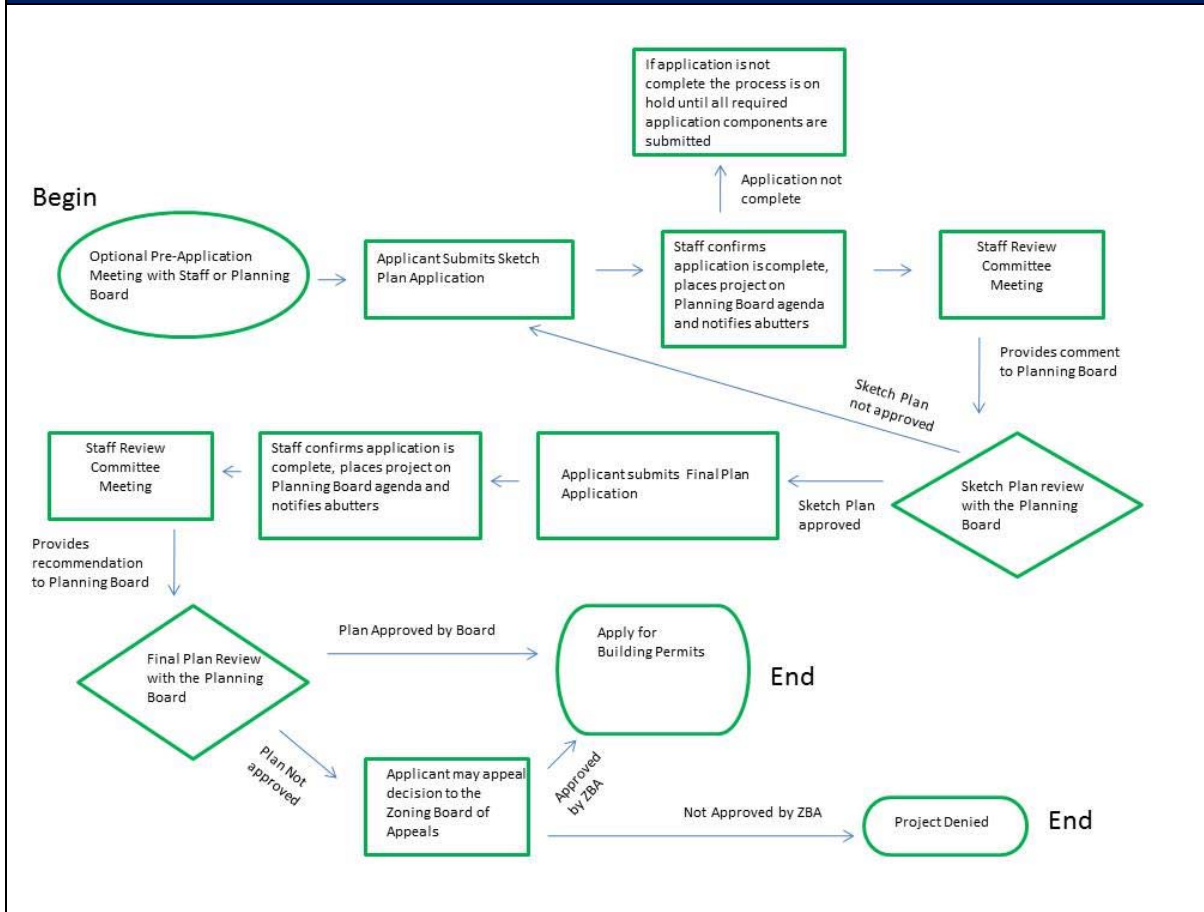 If application is not
complete the process is on
hold until all required
application components are
submitted
Application not
complete
Begin
Optional Pre-Application
Meeting with Staff or Planning
Board
Applicant Submits Sketch
Plan Application
Staff confirms
application is complete,
places project on
Planning Board agenda
and notifies abutters
Staff Review
Committee
Meeting
Provides comment
to Planning Board
Sketch Plan
not approved
Sketch Plan review
with the Planning
Board
Sketch Plan
approved
Applicant submits Final Plan
Application
Staff confirms application is
complete, places project on
Planning Board agenda and
notifies abutters
Staff Review
Committee
Meeting
Provides
recommendation
to Planning Board
Final Plan Review
with the Planning
Board
Plan Approved by Board
Apply for
Building Permits
End
Plan Not
approved
Applicant may appeal
decision to the
Zoning Board of
Appeals
Approved
by ZBA
Not Approved by ZBA
Project Denied
End